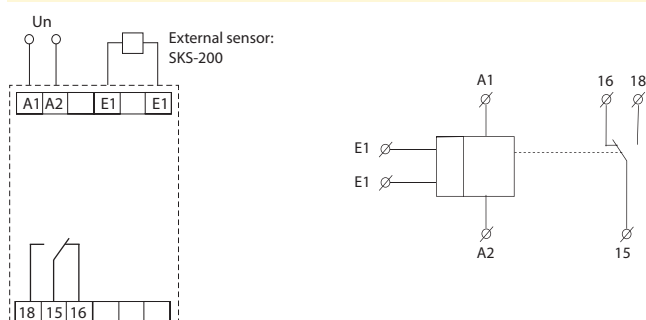 Un
External sensor:
SKS-200
A1 A2 E1 E1
18 15 16
A1 16 18
E1
E1
A2 15